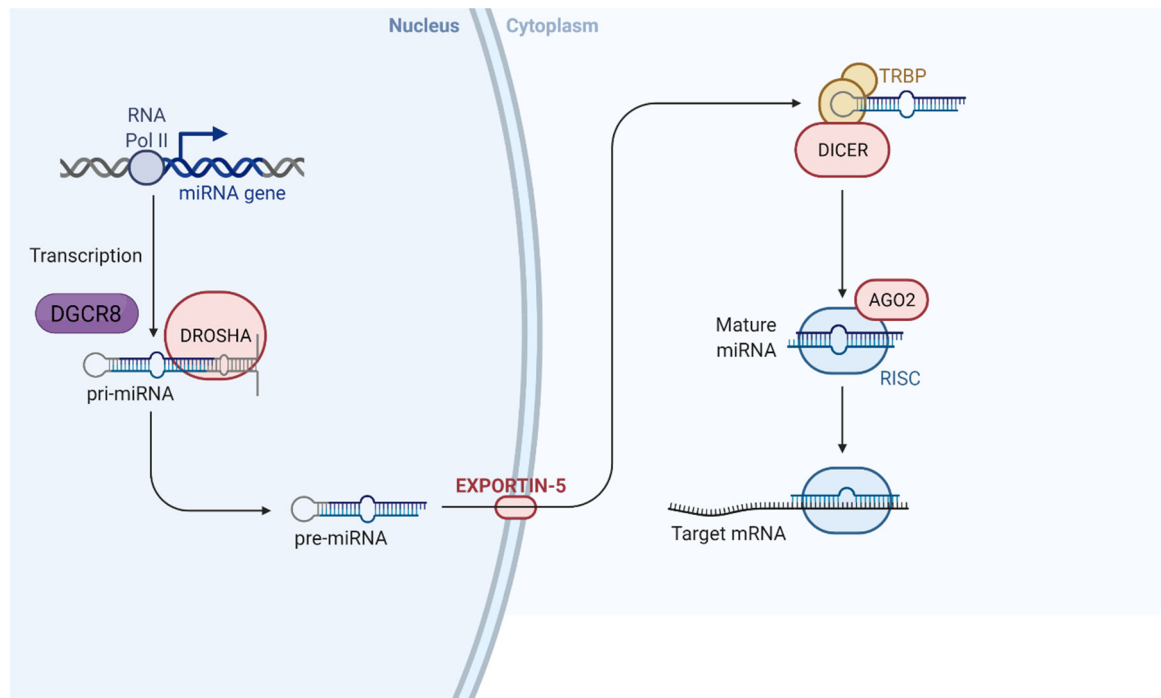 Nucleus
Cytoplasm
RNA
Pol II
miRNA gene
Transcription
DGCR8
DROSHA
pri-miRNA
pre-miRNA
EXPORTIN-5
TRBP
DICER
AGO2
Mature
miRNA
RISC
Target mRNA